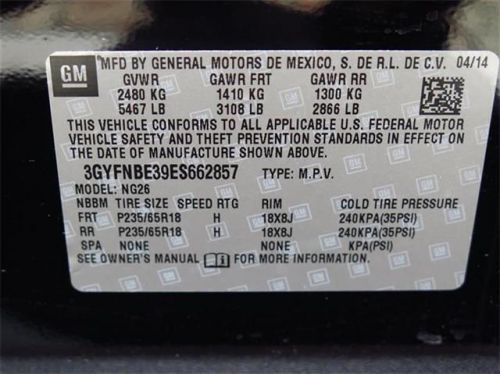 GM
MFD BY GENERAL MOTORS DE MEXICO, S. DE R.L. DE C.V. 04/14
GVWR GAWR FRT GAWR RR
2480 KG 1410 KG 1300 KG
5467 LB 3108 LB 2866 LB
THIS VEHICLE CONFORMS TO ALL APPLICABLE U.S. FEDERAL MOTOR
VEHICLE SAFETY AND THEFT PREVENTION STANDARDS IN EFFECT
ON THE DATE OF MANUFACTURE SHOWN ABOVE.
3GYFNBE39ES662857 TYPE: M.P.V.
MODEL: NG26
NBBM TIRE SIZE SPEED RTG RIM COLD TIRE PRESSURE
FRT P235/65R18 H 18X8J 240KPA(35PSI)
RR P235/65R18 H 18X8J 240KPA(35PSI)
SPA NONE NONE KPA(PSI)
SEE OWNER'S MANUAL FOR MORE INFORMATION.